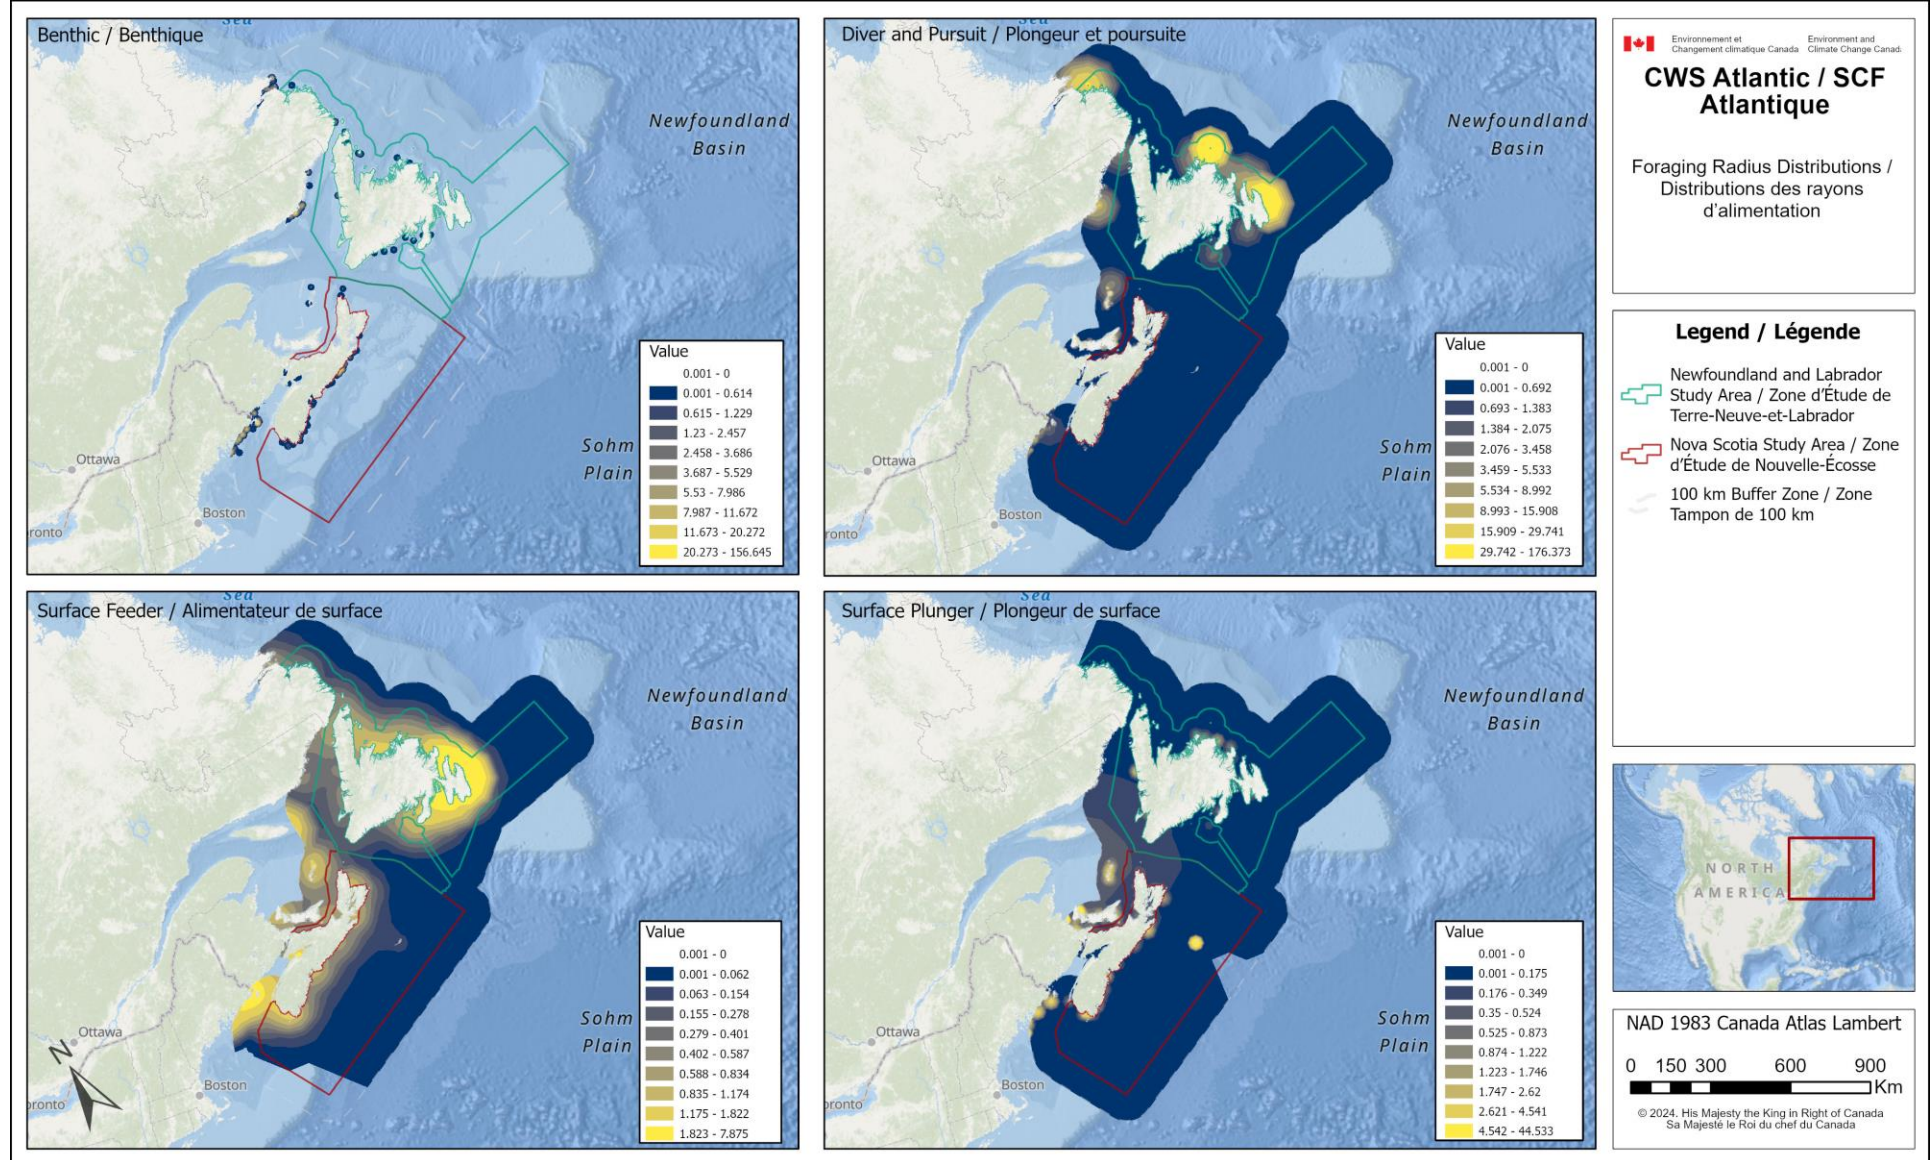 Sea
Benthic / Benthique
Newfoundland
Basin
Sohm
Plain
Ottawa
Boston
ronto
Value
0.001 - 0
0.001 - 0.614
0.615 - 1.229
1.23 - 2.457
2.458 - 3.686
3.687 - 5.529
5.53 - 7.986
7.987 - 11.672
11.673 - 20.272
20.273 - 156.645
Sea
Diver and Pursuit / Plongeur et poursuite
Newfoundland
Basin
Sohm
Plain
Ottawa
Boston
ronto
Value
0.001 - 0
0.001 - 0.692
0.693 - 1.383
1.384 - 2.075
2.076 - 3.458
3.459 - 5.533
5.534 - 8.992
8.993 - 15.908
15.909 - 29.741
29.742 - 176.373
Sea
Surface Feeder / Alimentateur de surface
Newfoundland
Basin
Sohm
Plain
Ottawa
Boston
pronto
N
Value
0.001 - 0
0.001 - 0.062
0.063 - 0.154
0.155 - 0.278
0.279 - 0.401
0.402 - 0.587
0.588 - 0.834
0.835 - 1.174
1.175 - 1.822
1.823 - 7.875
Sea
Surface Plunger / Plongeur de surface
Newfoundland
Basin
Sohm
Plain
Ottawa
Boston
oronto
Value
0.001 - 0
0.001 - 0.175
0.176 - 0.349
0.35 - 0.524
0.525 - 0.873
0.874 - 1.222
1.223 - 1.746
1.747 - 2.62
2.621 - 4.541
4.542 - 44.533
Environnement et
Changement climatique Canada
Environment and
Climate Change Canad
CWS Atlantic / SCF
Atlantique
Foraging Radius Distributions /
Distributions des rayons
d'alimentation
Legend / Légende
Newfoundland and Labrador
Study Area / Zone d'Étude de
Terre-Neuve-et-Labrador
Nova Scotia Study Area / Zone
d'Étude de Nouvelle-Écosse
100 km Buffer Zone / Zone
Tampon de 100 km
NORTH
AMERICA
NAD 1983 Canada Atlas Lambert
0 150 300 600 900
Km
© 2024. His Majesty the King in Right of Canada
Sa Majesté le Roi du chef du Canada